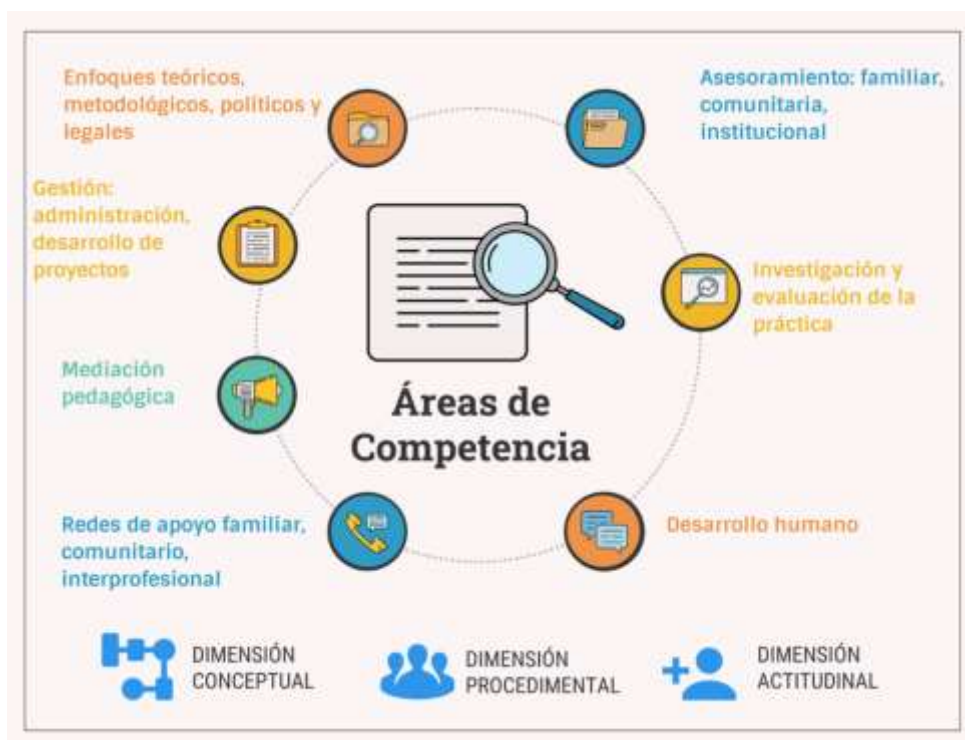 Enfoques teóricos,
metodológicos, políticos y
legales
Asesoramiento: familiar,
comunitaria,
institucional
Gestión:
administración,
desarrollo de
proyectos
Investigación y
evaluación de la
práctica
Mediación
pedagógica
Áreas de
Competencia
Redes de apoyo familiar,
comunitario,
interprofesional
Desarrollo humano
DIMENSIÓN
CONCEPTUAL
DIMENSIÓN
PROCEDIMENTAL
DIMENSIÓN
ACTITUDINAL